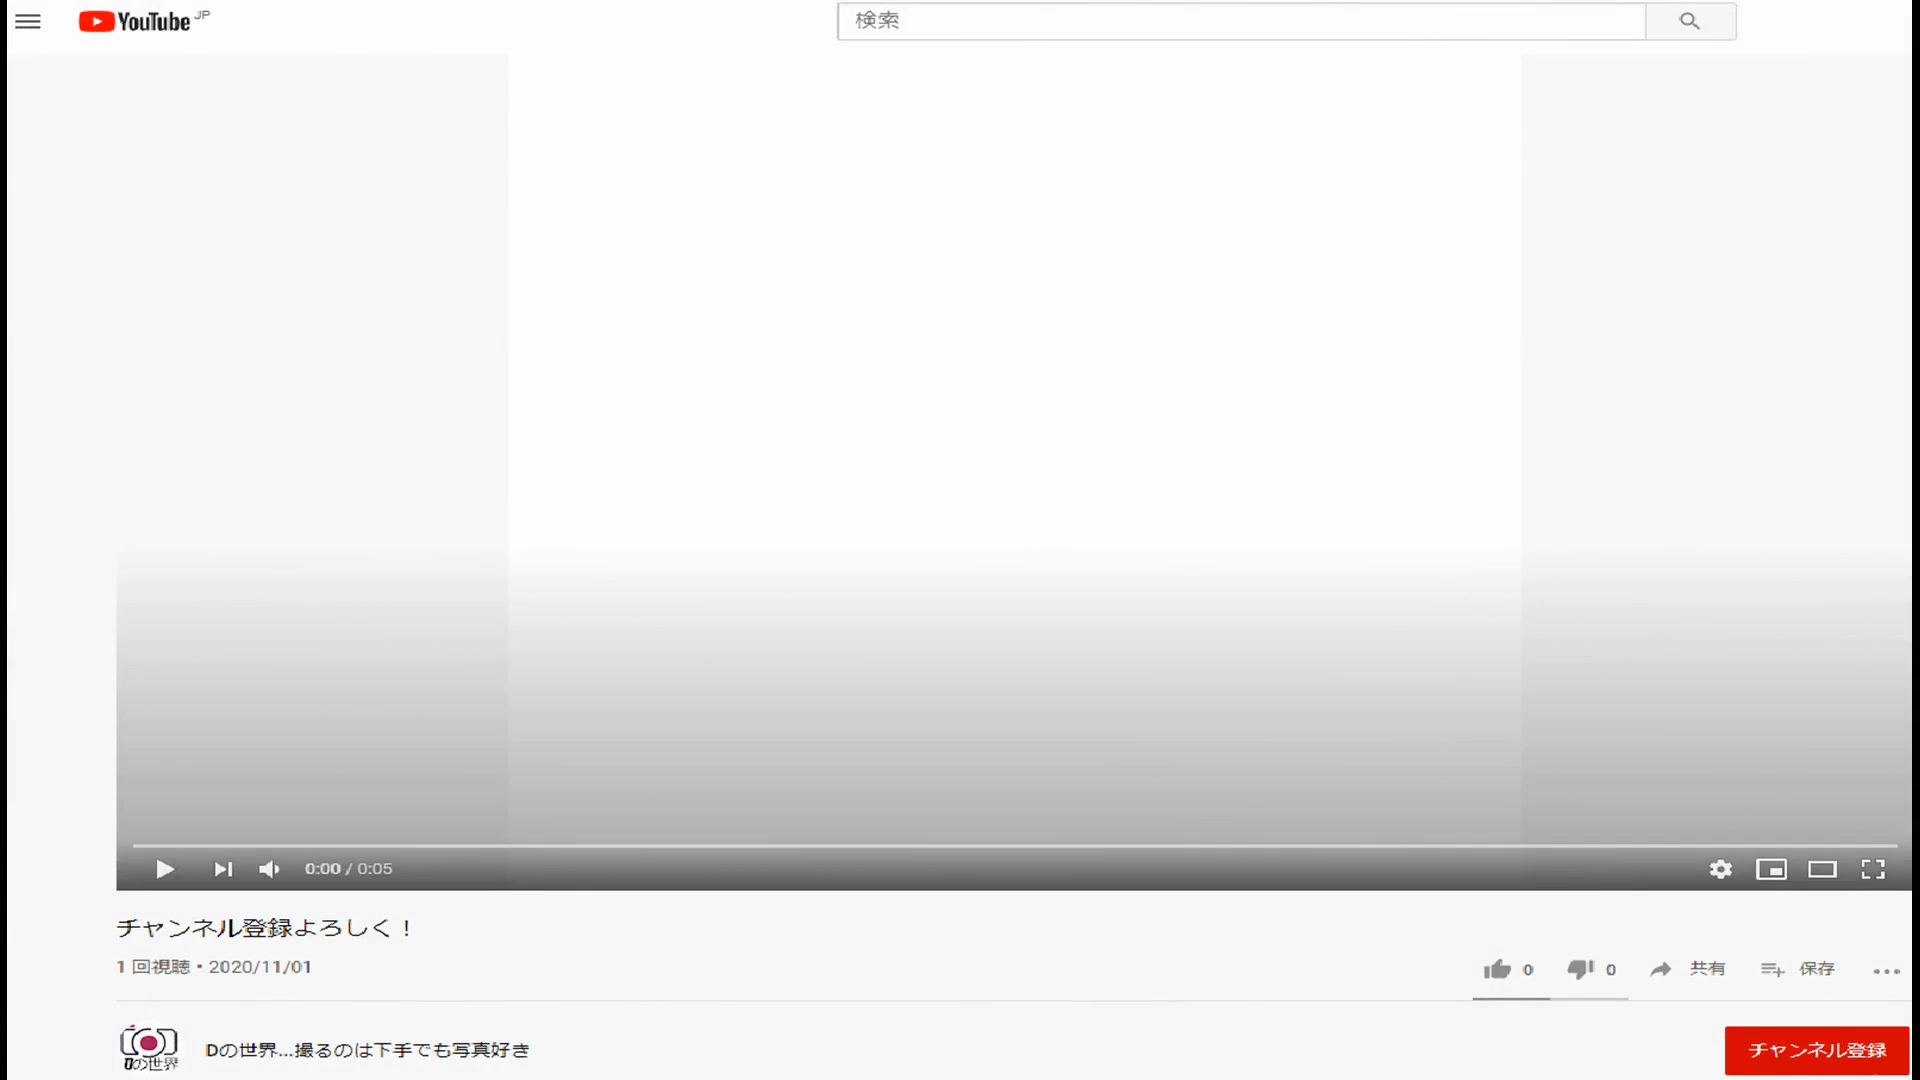 YouTube JP
検索
0:00 / 0:05
チャンネル登録よろしく！
1 回視聴・2020/11/01
0 0 共有 保存
Dの世界
Dの世界...撮るのは下手でも写真好き
チャンネル登録